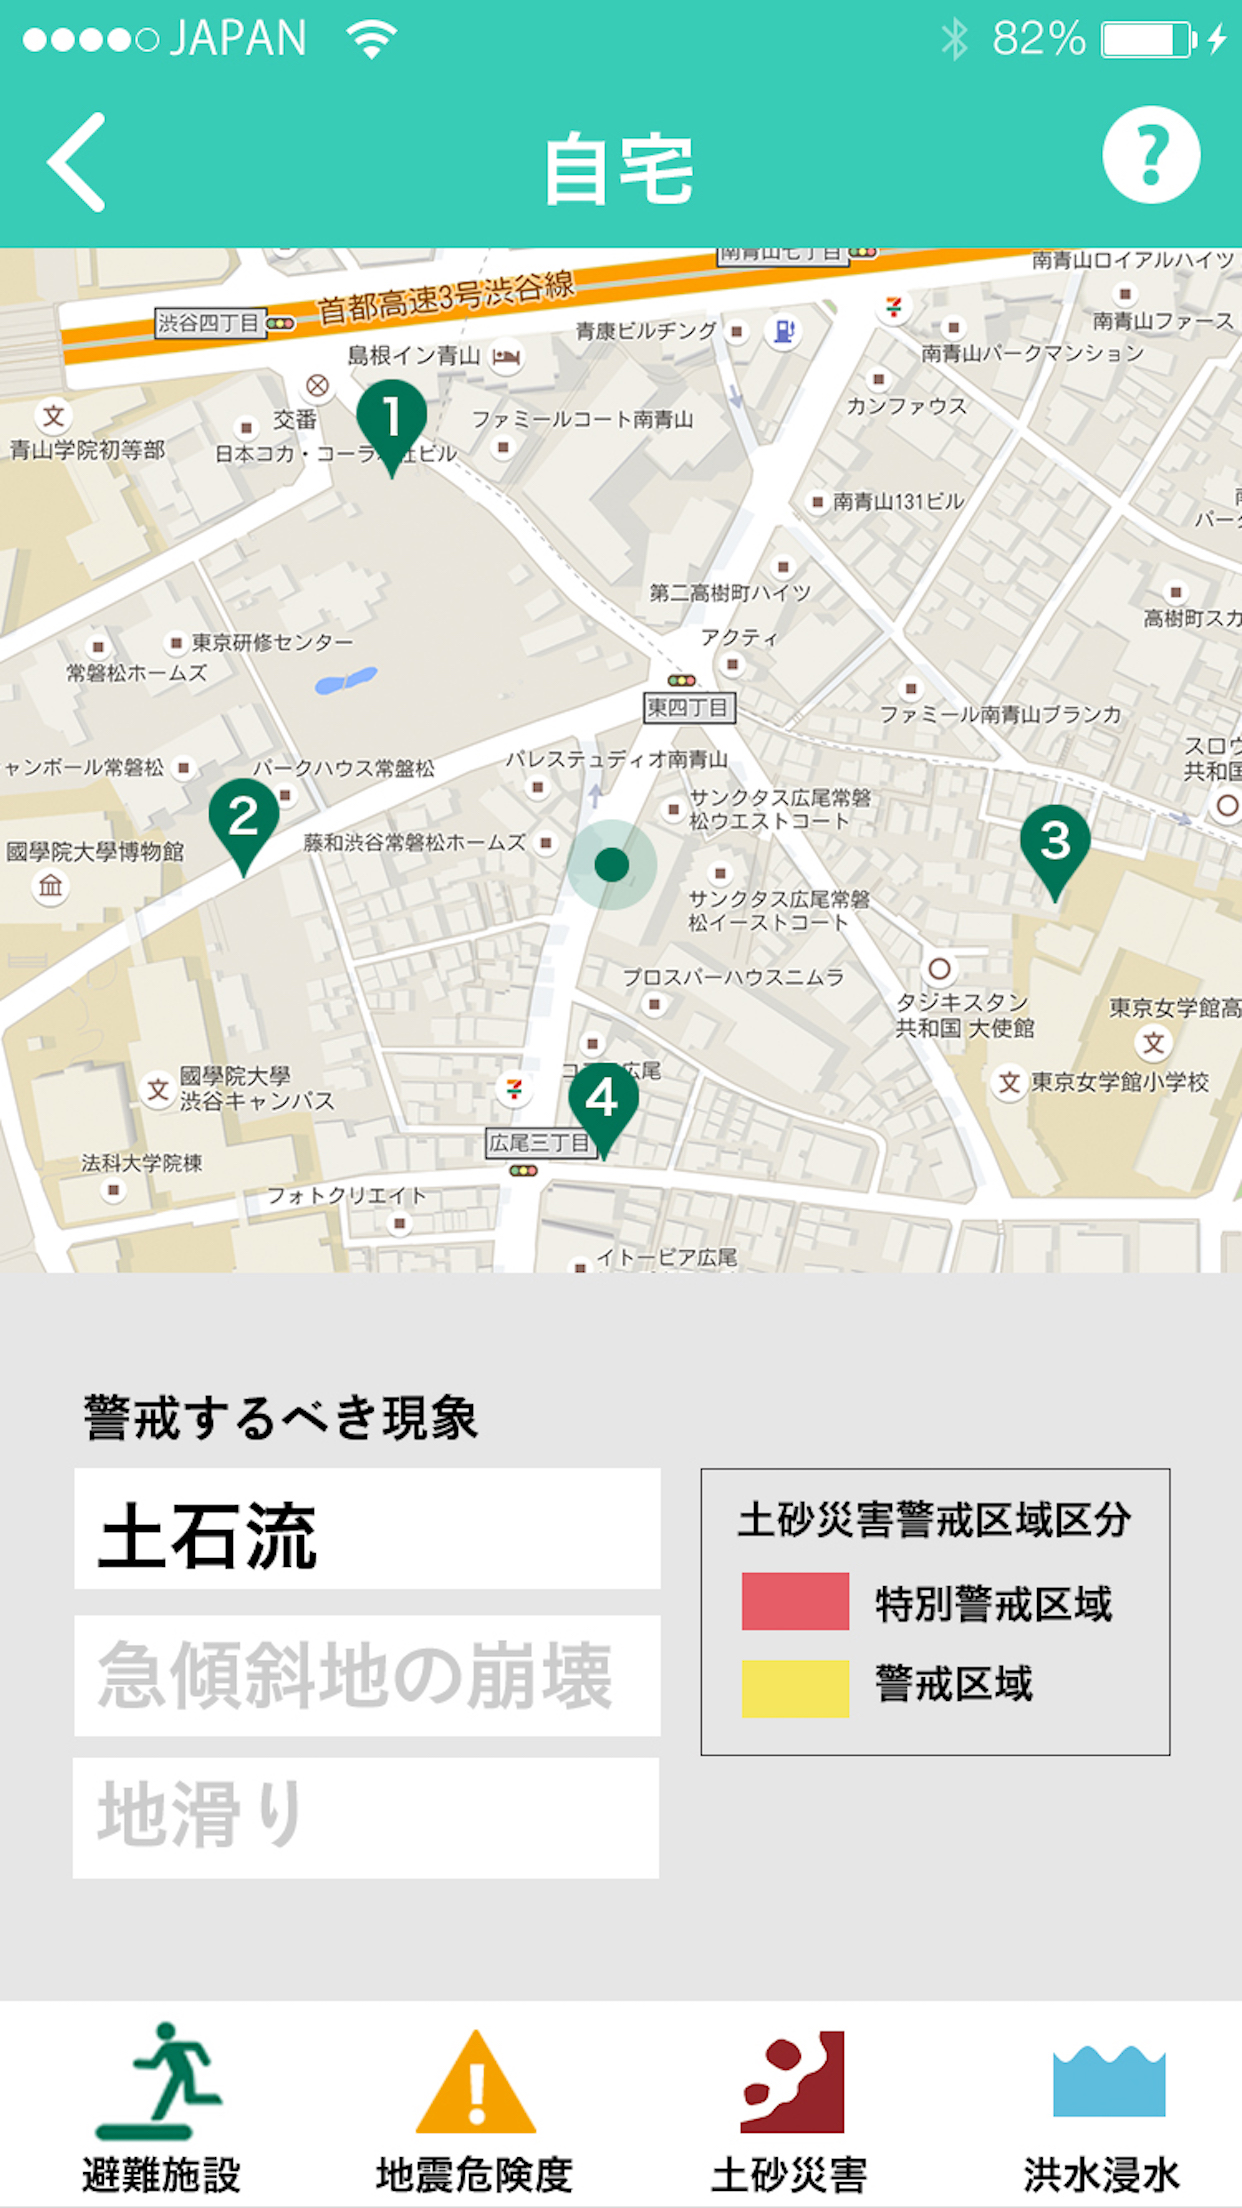 JAPAN 82%
自宅
?
南青山七丁目
南青山ロイアルハイツ
首都高速3号渋谷線
渋谷四丁目
青康ビルヂング
南青山ファース
島根イン青山
南青山パークマンション
交番
1
ファミールコート南青山
カンファウス
青山学院初等部
文
日本コカ・コーラ
社ビル
南青山131ビル
パーク
第二高樹町ハイツ
高樹町スカ
東京研修センター
アクティ
常磐松ホームズ
東四丁目
ファミール南青山ブランカ
パレステュディオ南青山
スロウ
共和国
ャンボール常磐松
パークハウス常盤松
サンクタス広尾常磐
松ウエストコート
2
藤和渋谷常磐松ホームズ
3
國學院大學博物館
サンクタス広尾常磐
松イーストコート
プロスパーハウスニムラ
タジキスタン
共和国 大使館
東京女学館高
文
國學院大學
渋谷キャンパス
文
広尾
4
文
東京女学館小学校
広尾三丁目
法科大学院棟
フォトクリエイト
イトーピア広尾
警戒するべき現象
土石流
急傾斜地の崩壊
地滑り
土砂災害警戒区域区分
特別警戒区域
警戒区域
避難施設
地震危険度
土砂災害
洪水浸水